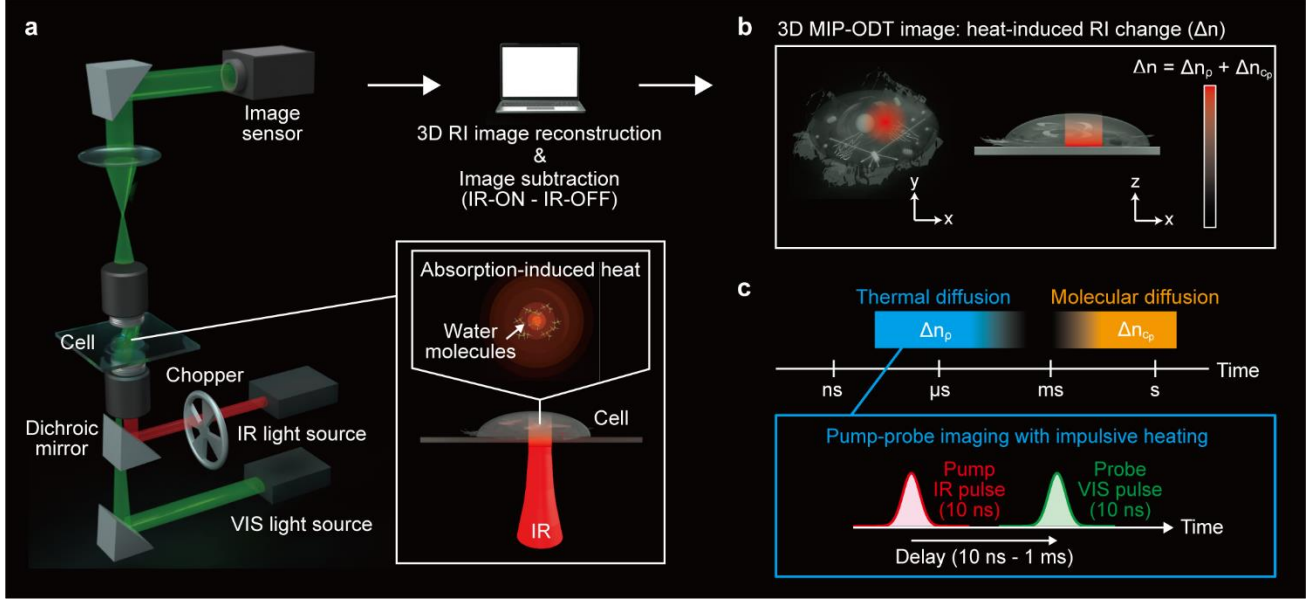 a
Image
sensor
3D RI image reconstruction
&
Image subtraction
(IR-ON - IR-OFF)
Absorption-induced heat
Water
molecules
Cell
Chopper
Dichroic
mirror
IR light source
VIS light source
Cell
IR
b
3D MIP-ODT image: heat-induced RI change (Δn)
Δn = Δnρ + Δncp
y
x
z
x
c
Thermal diffusion
Molecular diffusion
Δnρ
Δncp
Time
ns
μs
ms
s
Pump-probe imaging with impulsive heating
Pump
IR pulse
(10 ns)
Probe
VIS pulse
(10 ns)
Time
Delay (10 ns - 1 ms)